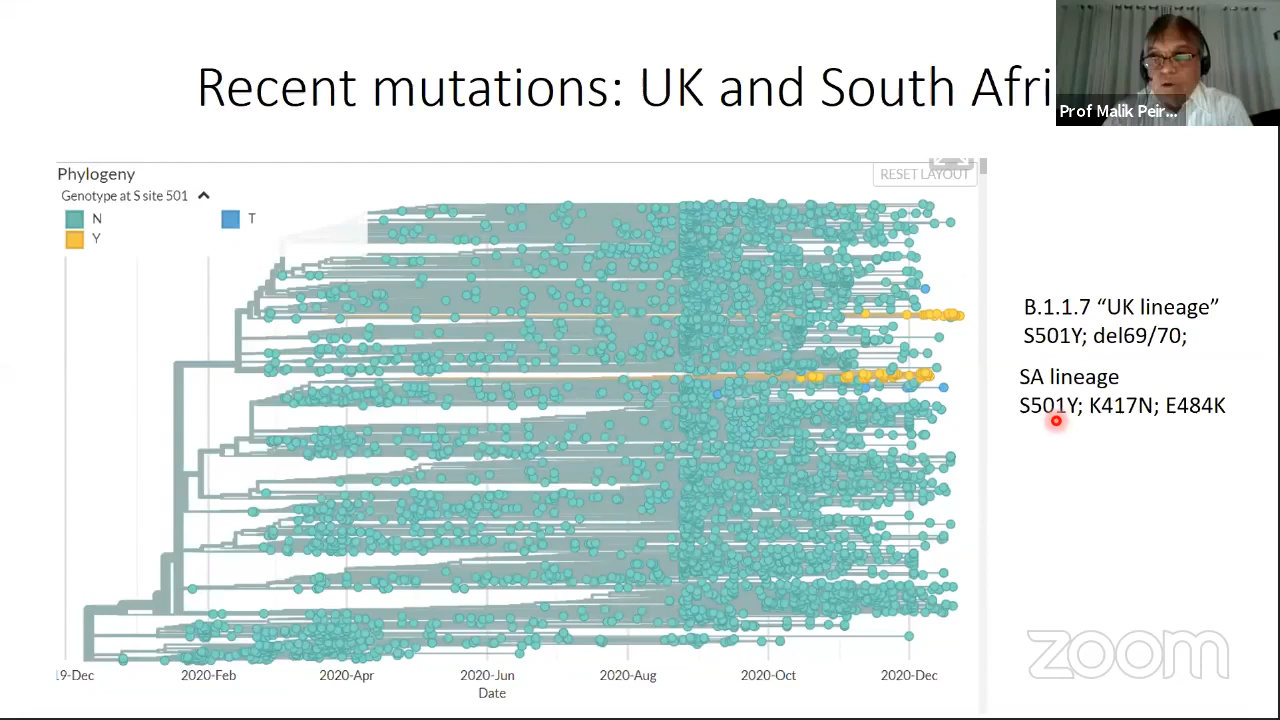 Recent mutations: UK and South Afri
Prof Malik Peir...
Phylogeny
RESET LAYOUT
Genotype at S site 501
N
T
Y
B.1.1.7 “UK lineage”
S501Y; del69/70;
SA lineage
S501Y; K417N; E484K
19-Dec
2020-Feb
2020-Apr
2020-Jun
2020-Aug
2020-Oct
2020-Dec
Date
zoom